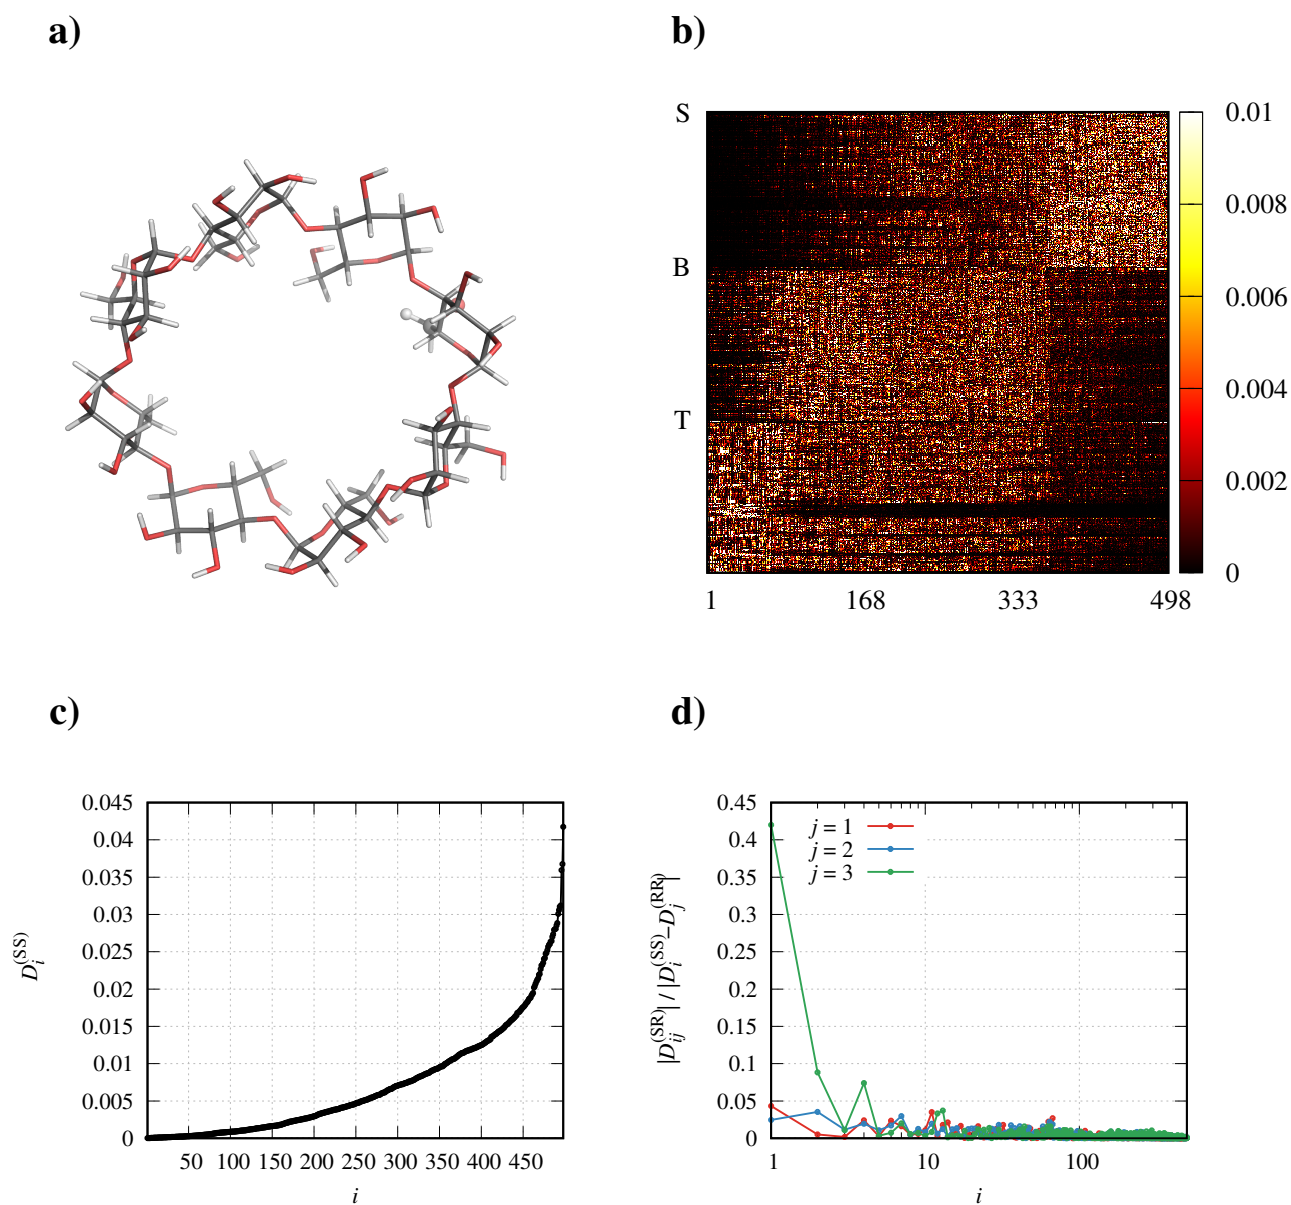 a)
b)
S
B
T
0.01
0.008
0.006
0.004
0.002
0
1 168 333 498
c)
d)
D_i^(SS)
0.045
0.04
0.035
0.03
0.025
0.02
0.015
0.01
0.005
0
50 100 150 200 250 300 350 400 450
i
|D_ij^(SR)| / |D_i^(SS)–D_j^(RR)|
0.45
0.4
0.35
0.3
0.25
0.2
0.15
0.1
0.05
0
j = 1
j = 2
j = 3
1 10 100
i